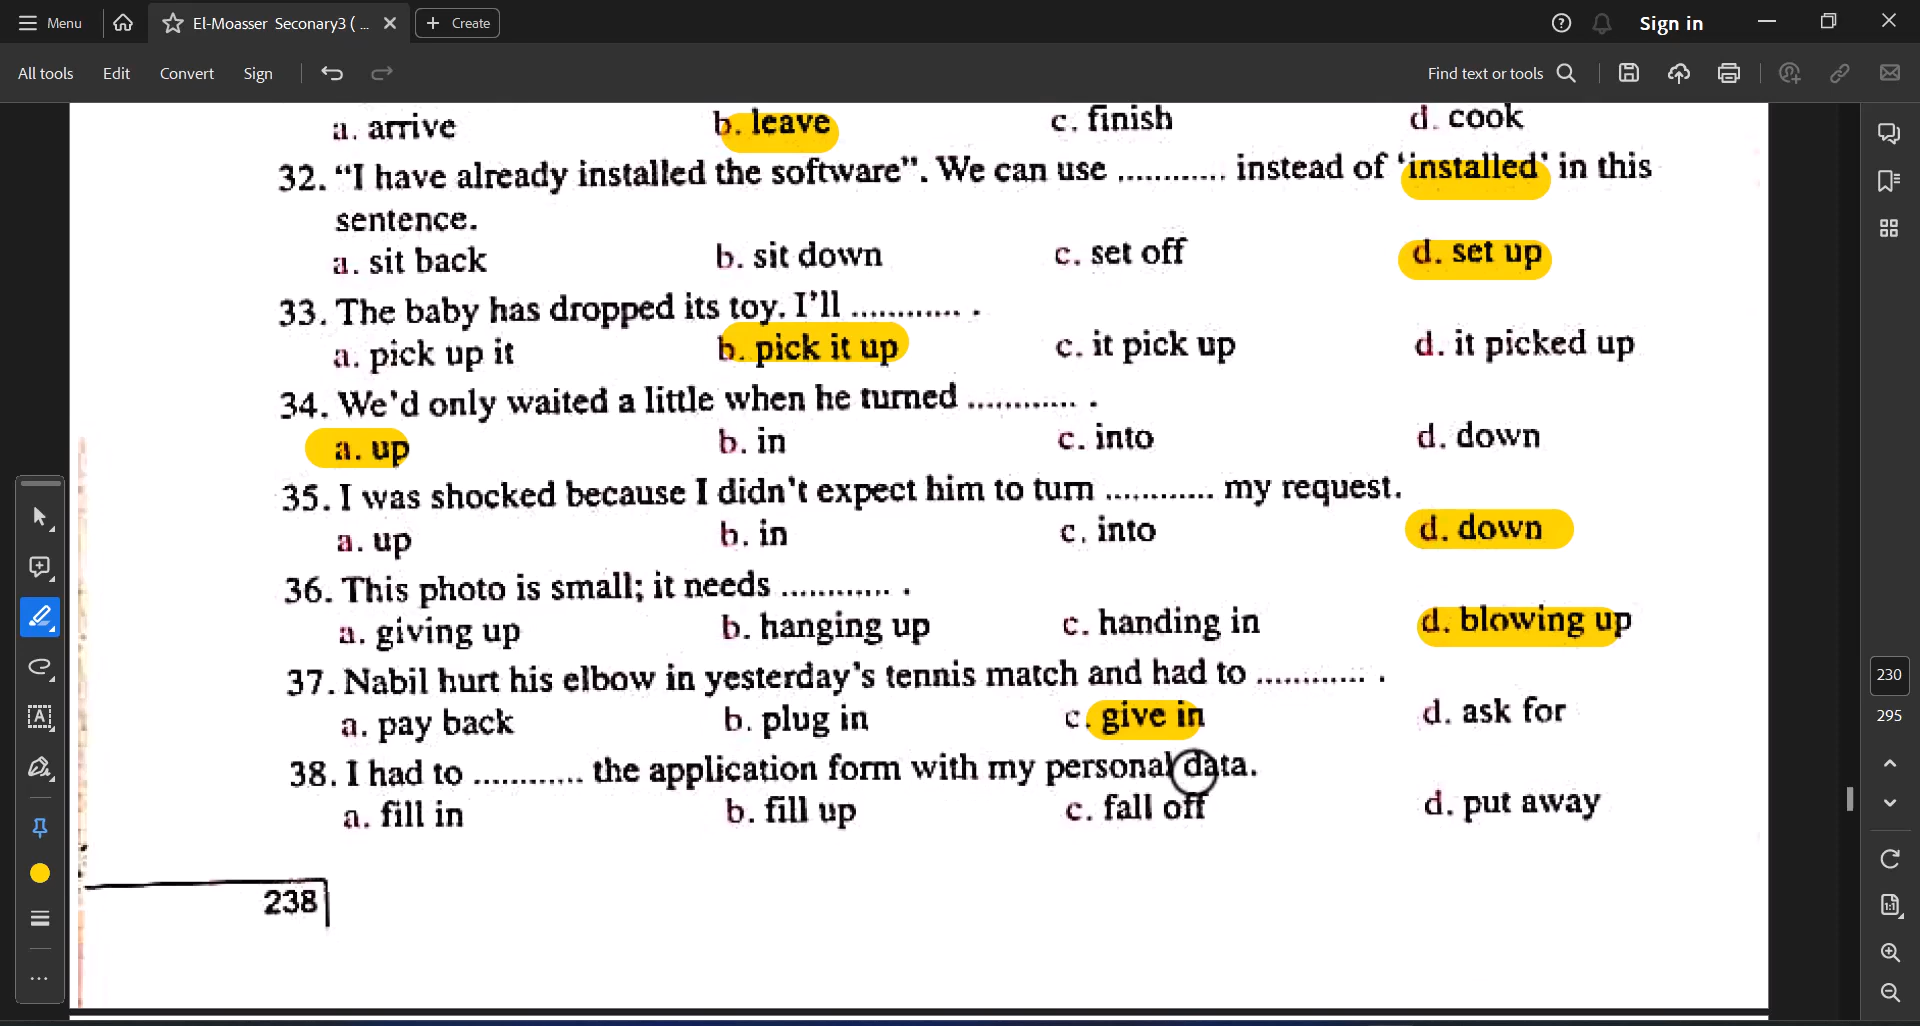 Menu
El-Moasser Seconary3 ( ...
Create
Sign in
All tools
Edit
Convert
Sign
Find text or tools
a. arrive b. leave c. finish d. cook
32. “I have already installed the software”. We can use ............ instead of ‘installed’ in this
sentence.
a. sit back b. sit down c. set off d. set up
33. The baby has dropped its toy. I’ll ............ .
a. pick up it b. pick it up c. it pick up d. it picked up
34. We’d only waited a little when he turned ............ .
a. up b. in c. into d. down
35. I was shocked because I didn’t expect him to turn ............ my request.
a. up b. in c. into d. down
36. This photo is small; it needs ............ .
a. giving up b. hanging up c. handing in d. blowing up
37. Nabil hurt his elbow in yesterday’s tennis match and had to ............ .
a. pay back b. plug in c. give in d. ask for
38. I had to ............ the application form with my personal data.
a. fill in b. fill up c. fall off d. put away
238
230
295
1:1